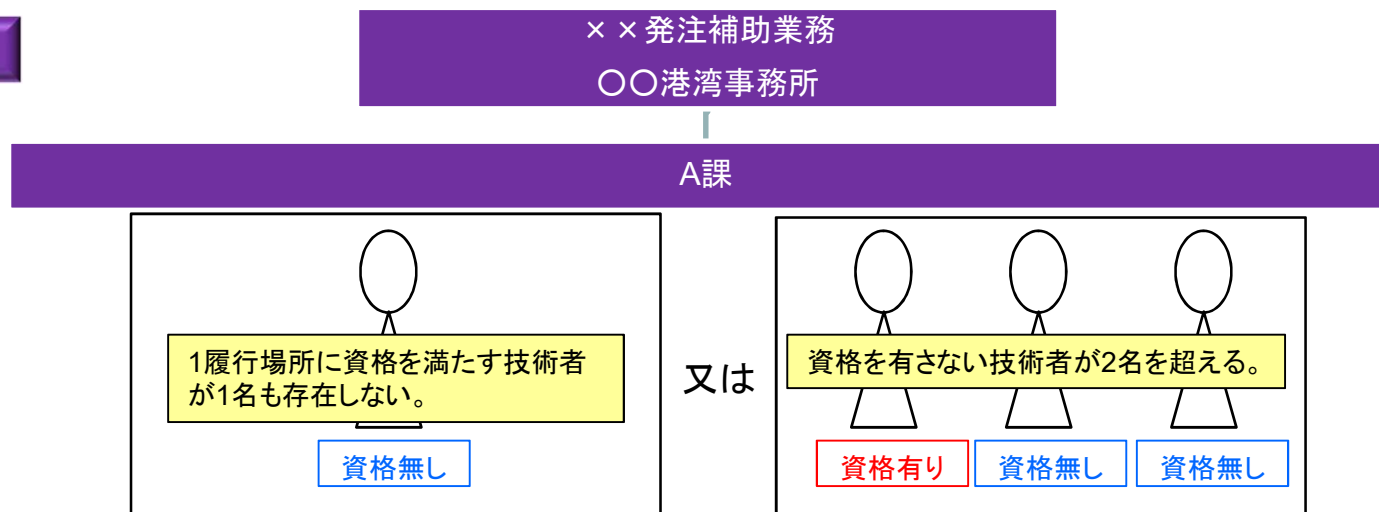 ××発注補助業務
〇〇港湾事務所
A課
1履行場所に資格を満たす技術者
が1名も存在しない。
又は
資格を有さない技術者が2名を超える。
資格無し
資格有り
資格無し
資格無し